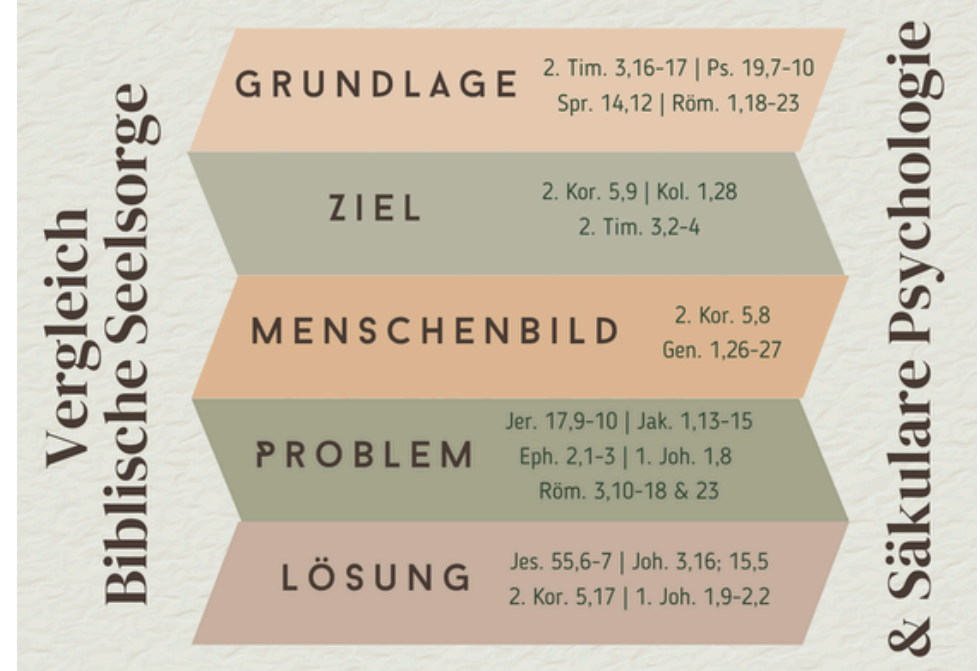 Vergleich
Biblische Seelsorge
& Säkulare Psychologie
GRUNDLAGE
2. Tim. 3,16-17 | Ps. 19,7-10
Spr. 14,12 | Röm. 1,18-23
ZIEL
2. Kor. 5,9 | Kol. 1,28
2. Tim. 3,2-4
MENSCHENBILD
2. Kor. 5,8
Gen. 1,26-27
PROBLEM
Jer. 17,9-10 | Jak. 1,13-15
Eph. 2,1-3 | 1. Joh. 1,8
Röm. 3,10-18 & 23
LÖSUNG
Jes. 55,6-7 | Joh. 3,16; 15,5
2. Kor. 5,17 | 1. Joh. 1,9-2,2